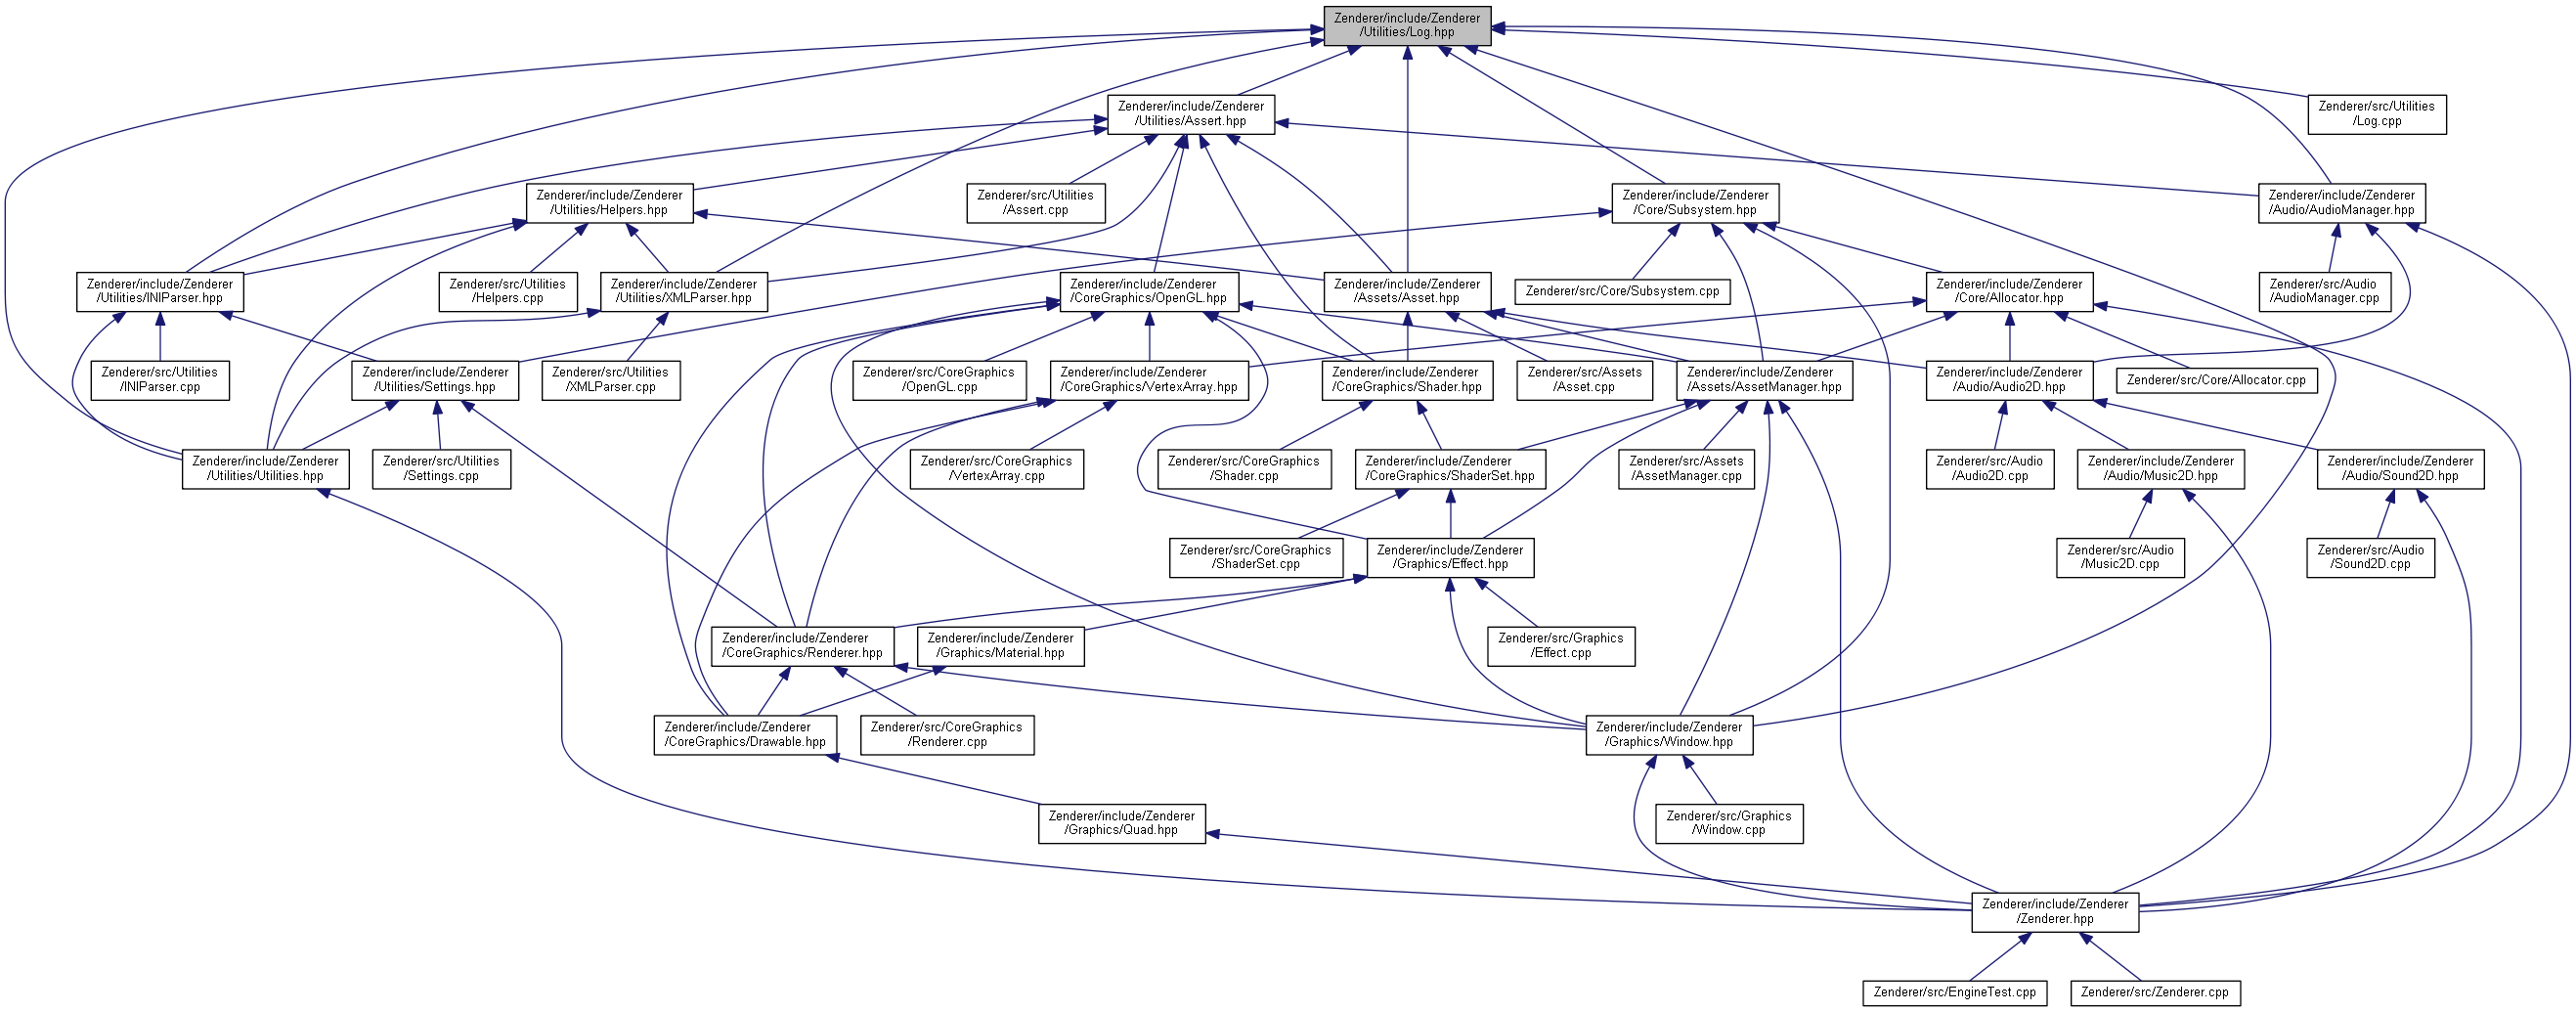 Zenderer/include/Zenderer
/Utilities/Log.hpp
Zenderer/include/Zenderer
/Utilities/Assert.hpp
Zenderer/src/Utilities
/Log.cpp
Zenderer/include/Zenderer
/Utilities/Helpers.hpp
Zenderer/src/Utilities
/Assert.cpp
Zenderer/include/Zenderer
/Core/Subsystem.hpp
Zenderer/include/Zenderer
/Audio/AudioManager.hpp
Zenderer/include/Zenderer
/Utilities/INIParser.hpp
Zenderer/src/Utilities
/Helpers.cpp
Zenderer/include/Zenderer
/Utilities/XMLParser.hpp
Zenderer/include/Zenderer
/CoreGraphics/OpenGL.hpp
Zenderer/include/Zenderer
/Assets/Asset.hpp
Zenderer/src/Core/Subsystem.cpp
Zenderer/include/Zenderer
/Core/Allocator.hpp
Zenderer/src/Audio
/AudioManager.cpp
Zenderer/src/Utilities
/INIParser.cpp
Zenderer/include/Zenderer
/Utilities/Settings.hpp
Zenderer/src/Utilities
/XMLParser.cpp
Zenderer/src/CoreGraphics
/OpenGL.cpp
Zenderer/include/Zenderer
/CoreGraphics/VertexArray.hpp
Zenderer/include/Zenderer
/CoreGraphics/Shader.hpp
Zenderer/src/Assets
/Asset.cpp
Zenderer/include/Zenderer
/Assets/AssetManager.hpp
Zenderer/include/Zenderer
/Audio/Audio2D.hpp
Zenderer/src/Core/Allocator.cpp
Zenderer/include/Zenderer
/Utilities/Utilities.hpp
Zenderer/src/Utilities
/Settings.cpp
Zenderer/src/CoreGraphics
/VertexArray.cpp
Zenderer/src/CoreGraphics
/Shader.cpp
Zenderer/include/Zenderer
/CoreGraphics/ShaderSet.hpp
Zenderer/src/Assets
/AssetManager.cpp
Zenderer/src/Audio
/Audio2D.cpp
Zenderer/include/Zenderer
/Audio/Music2D.hpp
Zenderer/include/Zenderer
/Audio/Sound2D.hpp
Zenderer/src/CoreGraphics
/ShaderSet.cpp
Zenderer/include/Zenderer
/Graphics/Effect.hpp
Zenderer/src/Audio
/Music2D.cpp
Zenderer/src/Audio
/Sound2D.cpp
Zenderer/include/Zenderer
/CoreGraphics/Renderer.hpp
Zenderer/include/Zenderer
/Graphics/Material.hpp
Zenderer/src/Graphics
/Effect.cpp
Zenderer/include/Zenderer
/CoreGraphics/Drawable.hpp
Zenderer/src/CoreGraphics
/Renderer.cpp
Zenderer/include/Zenderer
/Graphics/Window.hpp
Zenderer/include/Zenderer
/Graphics/Quad.hpp
Zenderer/src/Graphics
/Window.cpp
Zenderer/include/Zenderer
/Zenderer.hpp
Zenderer/src/EngineTest.cpp
Zenderer/src/Zenderer.cpp